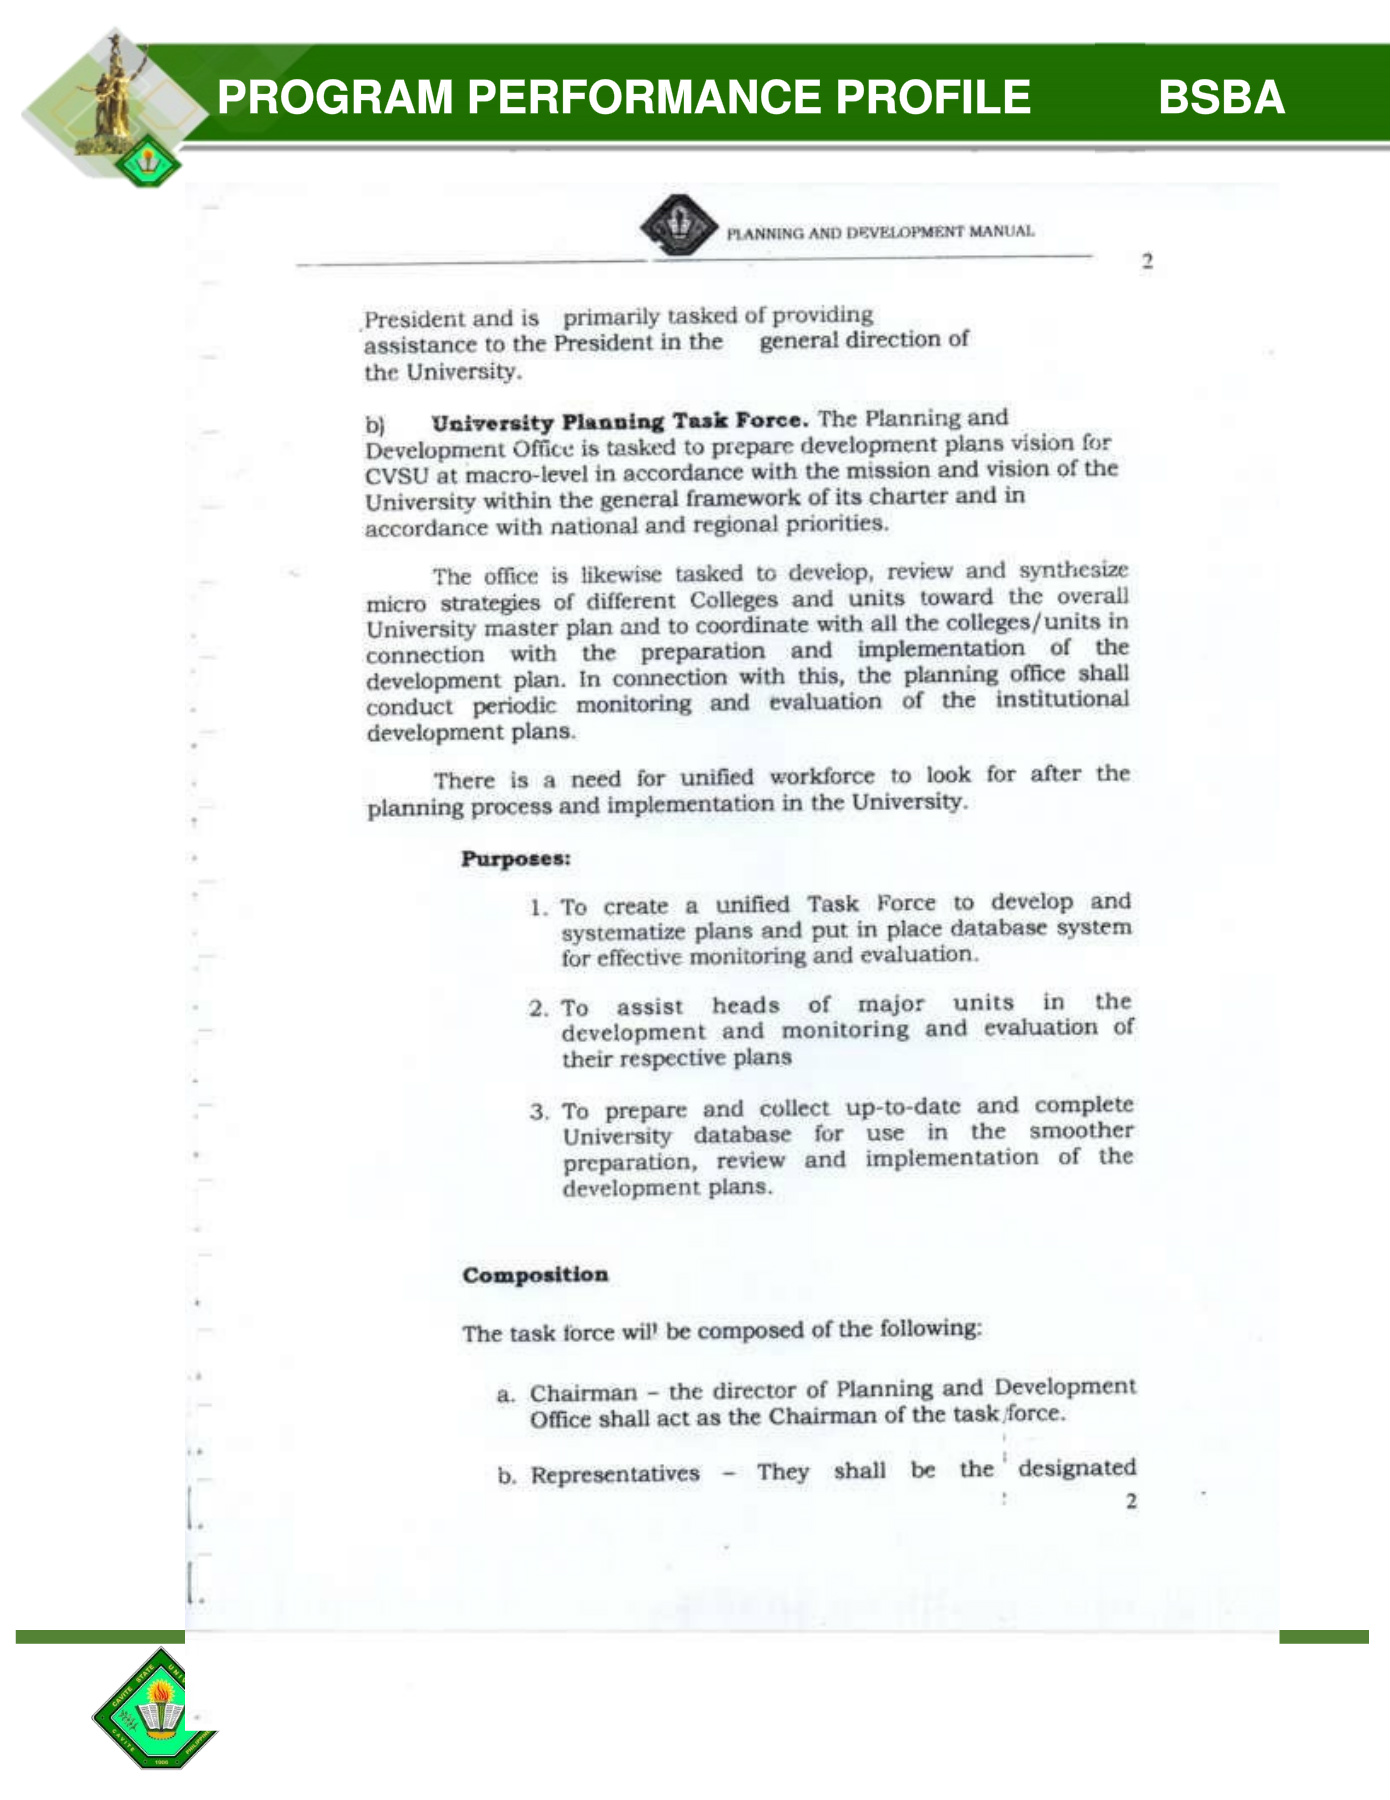 PROGRAM PERFORMANCE PROFILE BSBA
PLANNING AND DEVELOPMENT MANUAL
2
President and is primarily tasked of providing
assistance to the President in the general direction of
the University.
b) University Planning Task Force. The Planning and
Development Office is tasked to prepare development plans vision for
CVSU at macro-level in accordance with the mission and vision of the
University within the general framework of its charter and in
accordance with national and regional priorities.
The office is likewise tasked to develop, review and synthesize
micro strategies of different Colleges and units toward the overall
University master plan and to coordinate with all the colleges/units in
connection with the preparation and implementation of the
development plan. In connection with this, the planning office shall
conduct periodic monitoring and evaluation of the institutional
development plans.
There is a need for unified workforce to look for after the
planning process and implementation in the University.
Purposes:
1. To create a unified Task Force to develop and
systematize plans and put in place database system
for effective monitoring and evaluation.
2. To assist heads of major units in the
development and monitoring and evaluation of
their respective plans
3. To prepare and collect up-to-date and complete
University database for use in the smoother
preparation, review and implementation of the
development plans.
Composition
The task force will be composed of the following:
a. Chairman – the director of Planning and Development
Office shall act as the Chairman of the task force.
b. Representatives – They shall be the designated
2
CAVITE STATE UNI
CAVITE
1906
PHILIPPIN